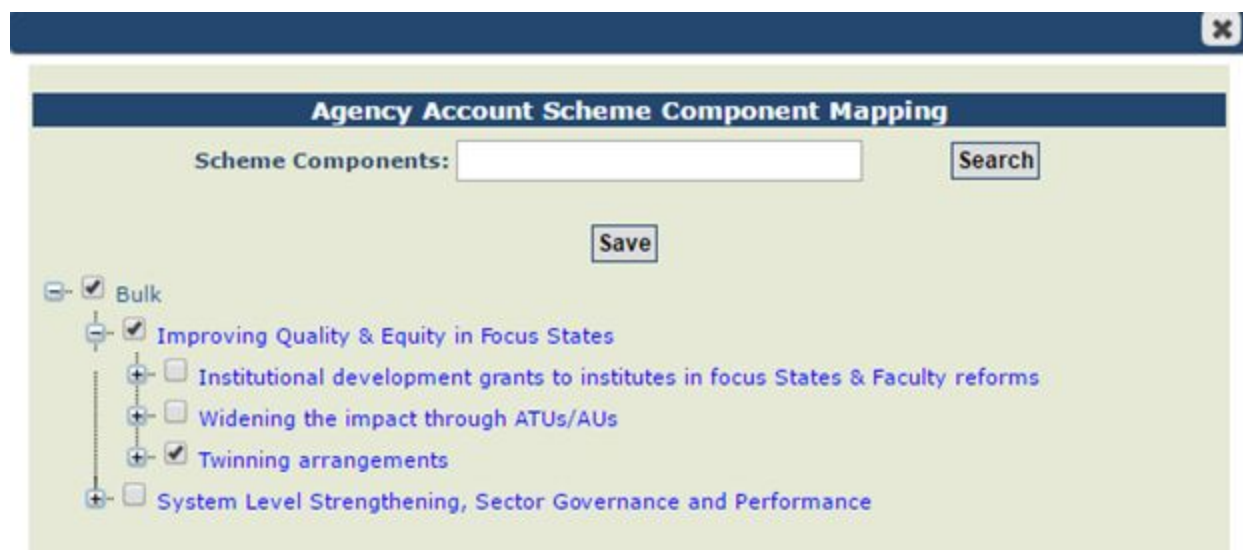 Agency Account Scheme Component Mapping
Scheme Components: Search
Save
Bulk
Improving Quality & Equity in Focus States
Institutional development grants to institutes in focus States & Faculty reforms
Widening the impact through ATUs/AUs
Twinning arrangements
System Level Strengthening, Sector Governance and Performance